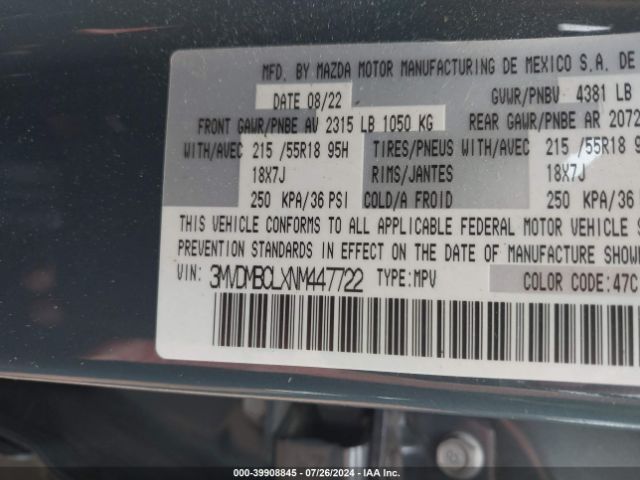 MFD. BY MAZDA MOTOR MANUFACTURING DE MEXICO S.A. DE
DATE 08/22 GVWR/PNBV 4381 LB
FRONT GAWR/PNBE AV 2315 LB 1050 KG REAR GAWR/PNBE AR 2072
WITH/AVEC 215 /55R18 95H TIRES/PNEUS WITH/AVEC 215 /55R18 9
18X7J RIMS/JANTES 18X7J
250 KPA/36 PSI COLD/A FROID 250 KPA/36 P
THIS VEHICLE CONFORMS TO ALL APPLICABLE FEDERAL MOTOR VEHICLE S
PREVENTION STANDARDS IN EFFECT ON THE DATE OF MANUFACTURE SHOWN
VIN: 3MVDMBCLXNM447722 TYPE:MPV COLOR CODE:47C
000-39908845 - 07/26/2024 - IAA Inc.